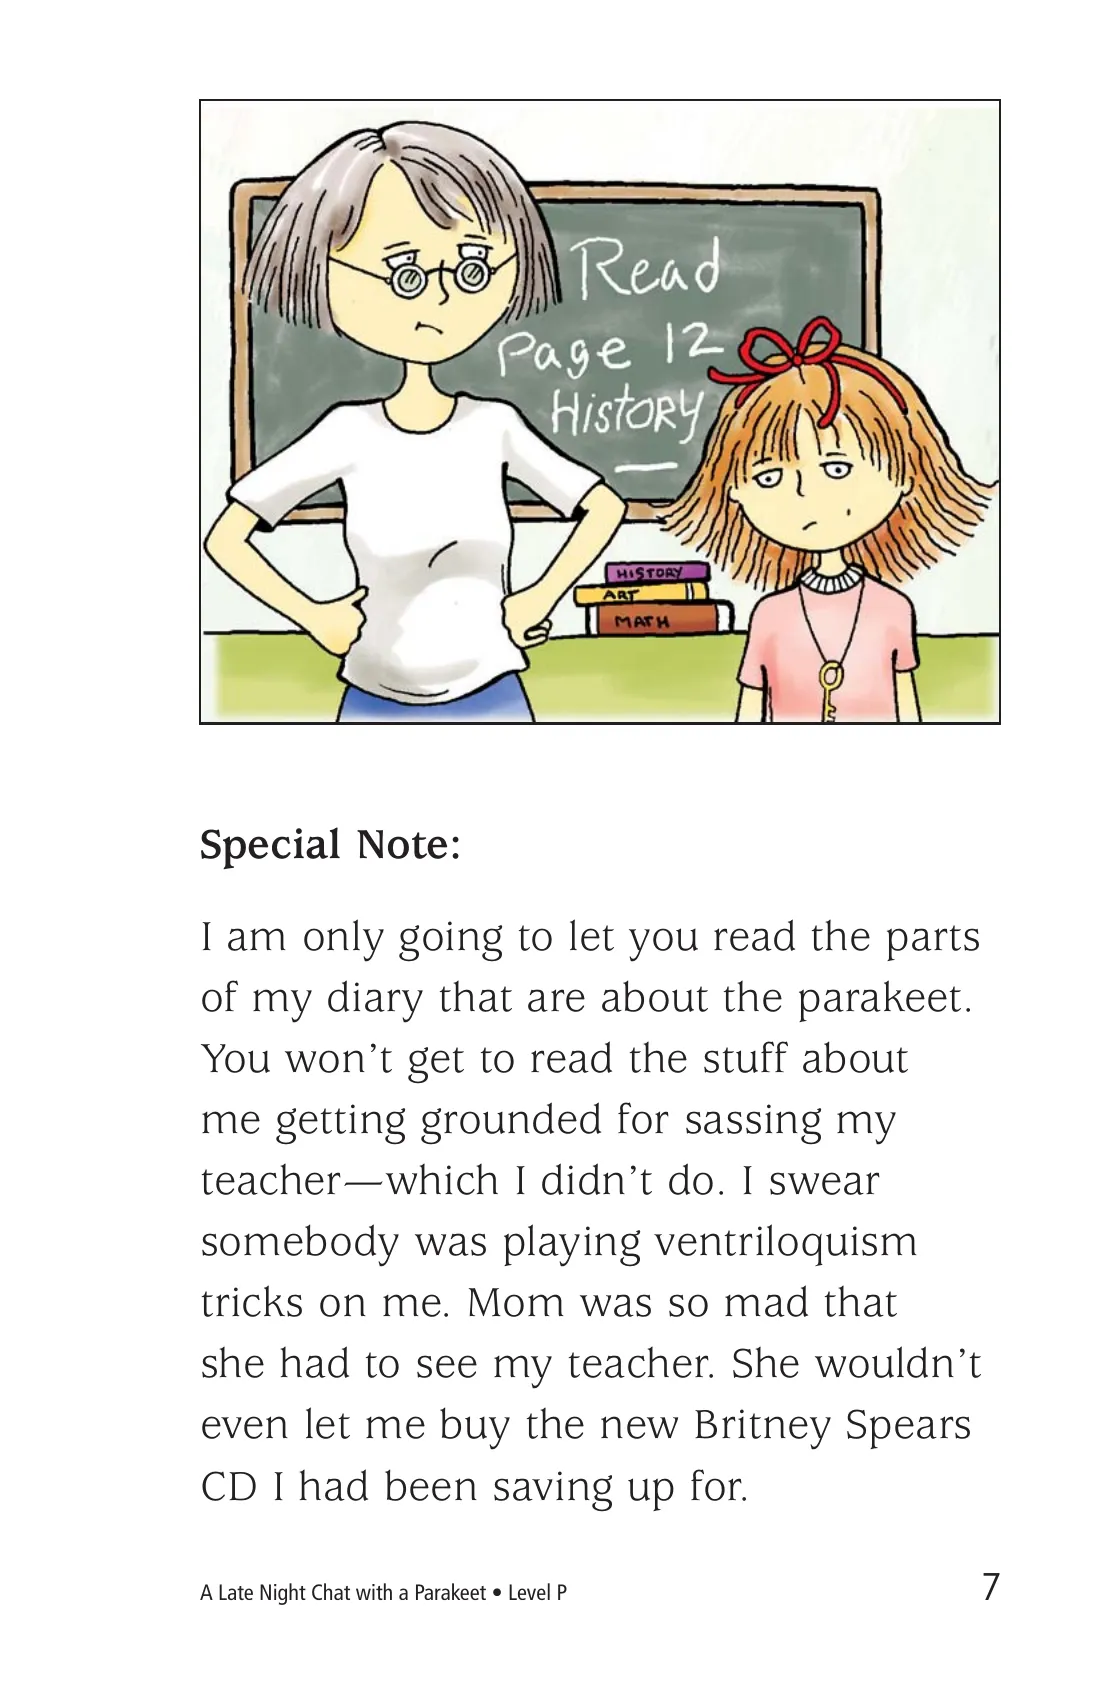 Read
Page 12
History
HISTORY
ART
MATH
Special Note:
I am only going to let you read the parts
of my diary that are about the parakeet.
You won’t get to read the stuff about
me getting grounded for sassing my
teacher—which I didn’t do. I swear
somebody was playing ventriloquism
tricks on me. Mom was so mad that
she had to see my teacher. She wouldn’t
even let me buy the new Britney Spears
CD I had been saving up for.
A Late Night Chat with a Parakeet • Level P
7